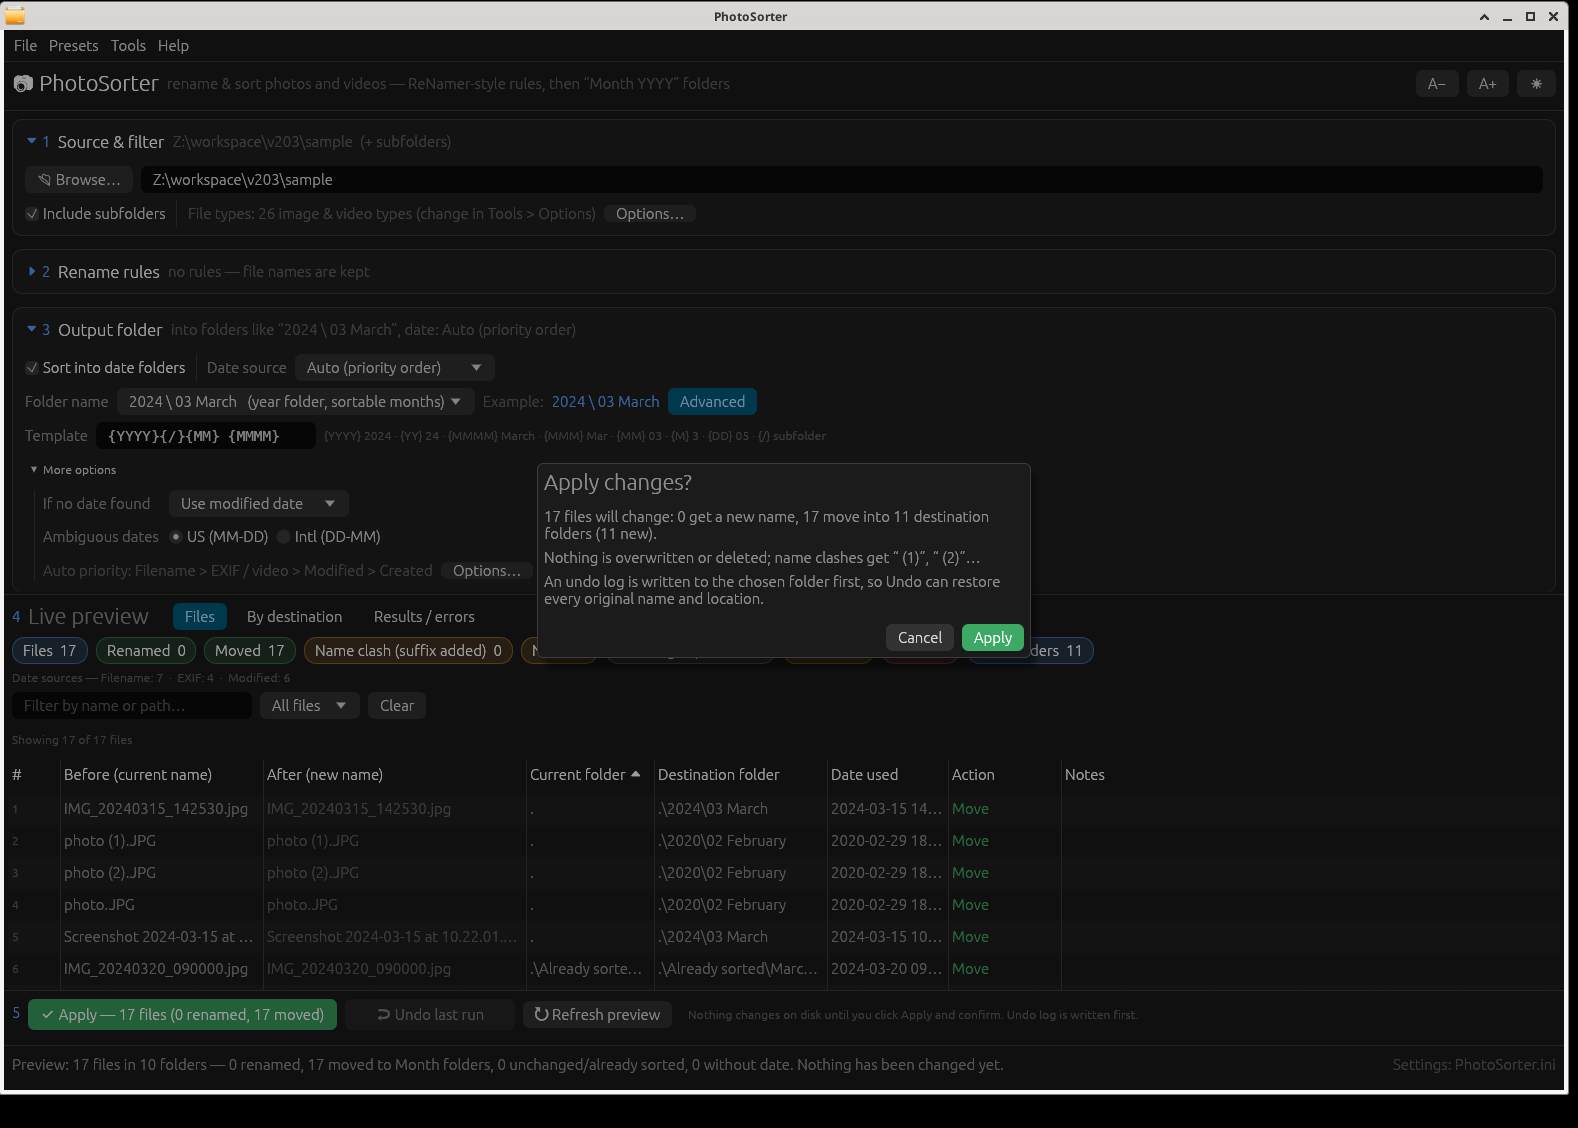 PhotoSorter
File Presets Tools Help
PhotoSorter rename & sort photos and videos — ReNamer-style rules, then “Month YYYY” folders A− A+
1 Source & filter Z:\workspace\v203\sample (+ subfolders)
Browse… Z:\workspace\v203\sample
Include subfolders File types: 26 image & video types (change in Tools > Options) Options…
2 Rename rules no rules — file names are kept
3 Output folder into folders like “2024 \ 03 March”, date: Auto (priority order)
Sort into date folders Date source Auto (priority order)
Folder name 2024 \ 03 March (year folder, sortable months) Example: 2024 \ 03 March Advanced
Template {YYYY}{/}{MM} {MMMM} {YYYY} 2024 · {YY} 24 · {MMMM} March · {MMM} Mar · {MM} 03 · {M} 3 · {DD} 05 · {/} subfolder
More options
If no date found Use modified date
Ambiguous dates US (MM-DD) Intl (DD-MM)
Auto priority: Filename > EXIF / video > Modified > Created Options…
Apply changes?
17 files will change: 0 get a new name, 17 move into 11 destination
folders (11 new).
Nothing is overwritten or deleted; name clashes get “ (1)”, “ (2)”…
An undo log is written to the chosen folder first, so Undo can restore
every original name and location.
Cancel Apply
4 Live preview Files By destination Results / errors
Files 17 Renamed 0 Moved 17 Name clash (suffix added) 0 ders 11
Date sources — Filename: 7 · EXIF: 4 · Modified: 6
Filter by name or path… All files Clear
Showing 17 of 17 files
# Before (current name) After (new name) Current folder Destination folder Date used Action Notes
1 IMG_20240315_142530.jpg IMG_20240315_142530.jpg . .\2024\03 March 2024-03-15 14… Move
2 photo (1).JPG photo (1).JPG . .\2020\02 February 2020-02-29 18… Move
3 photo (2).JPG photo (2).JPG . .\2020\02 February 2020-02-29 18… Move
4 photo.JPG photo.JPG . .\2020\02 February 2020-02-29 18… Move
5 Screenshot 2024-03-15 at … Screenshot 2024-03-15 at 10.22.01.… . .\2024\03 March 2024-03-15 10… Move
6 IMG_20240320_090000.jpg IMG_20240320_090000.jpg .\Already sorte… .\Already sorted\Marc… 2024-03-20 09… Move
5 Apply — 17 files (0 renamed, 17 moved) Undo last run Refresh preview Nothing changes on disk until you click Apply and confirm. Undo log is written first.
Preview: 17 files in 10 folders — 0 renamed, 17 moved to Month folders, 0 unchanged/already sorted, 0 without date. Nothing has been changed yet. Settings: PhotoSorter.ini